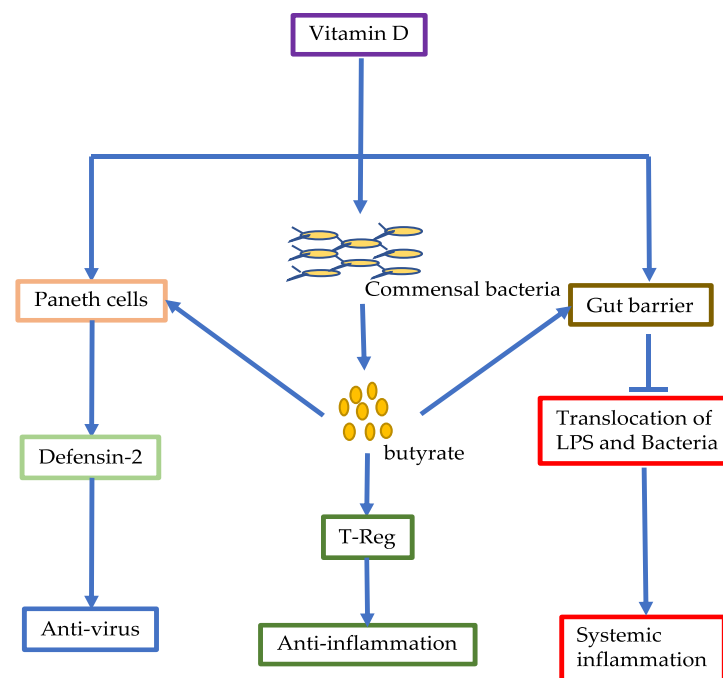 Vitamin D
Commensal bacteria
Paneth cells
Gut barrier
Translocation of
LPS and Bacteria
Defensin-2
butyrate
T-Reg
Anti-virus
Anti-inflammation
Systemic
inflammation